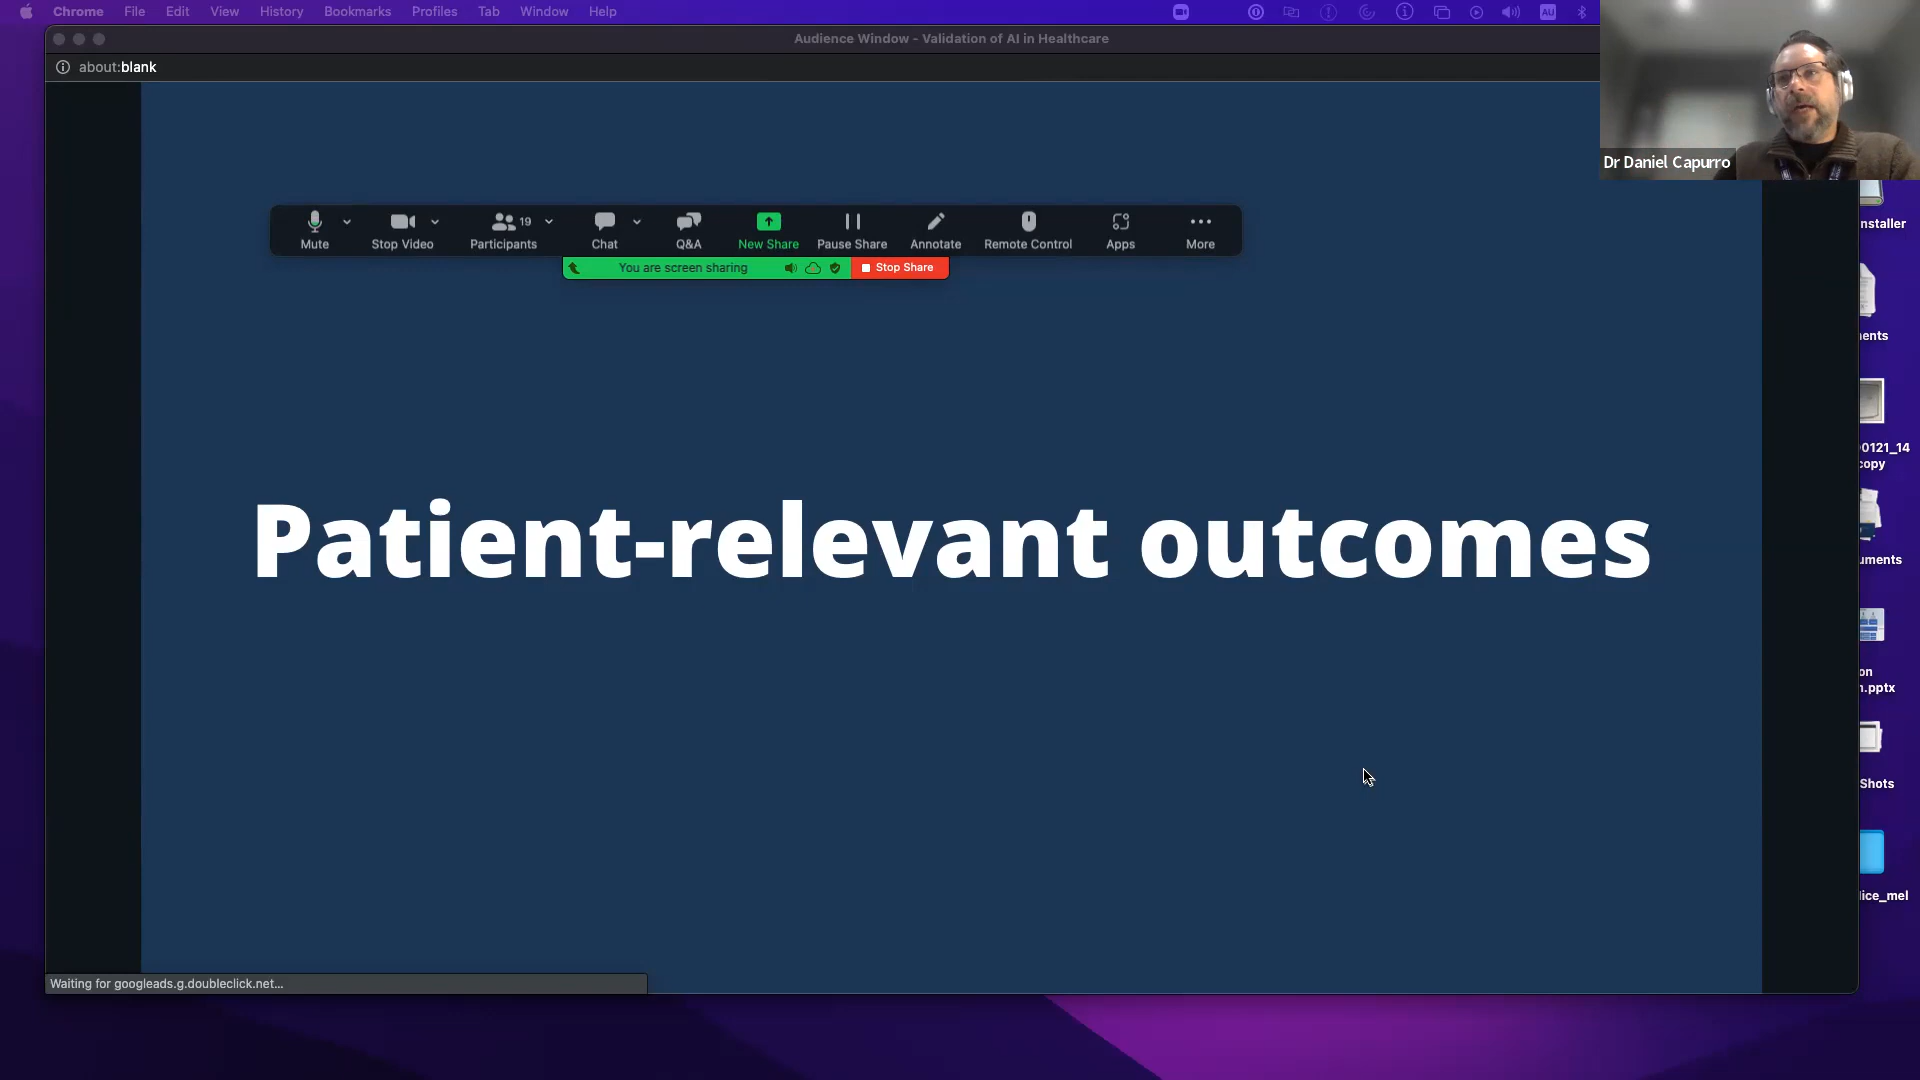 Chrome File Edit View History Bookmarks Profiles Tab Window Help
AU
Audience Window - Validation of AI in Healthcare
about:blank
Dr Daniel Capurro
19
Mute Stop Video Participants Chat Q&A New Share Pause Share Annotate Remote Control Apps More
You are screen sharing Stop Share
Patient-relevant outcomes
nstaller
ents
0121_14
copy
uments
on
n.pptx
Shots
lice_mel
Waiting for googleads.g.doubleclick.net...